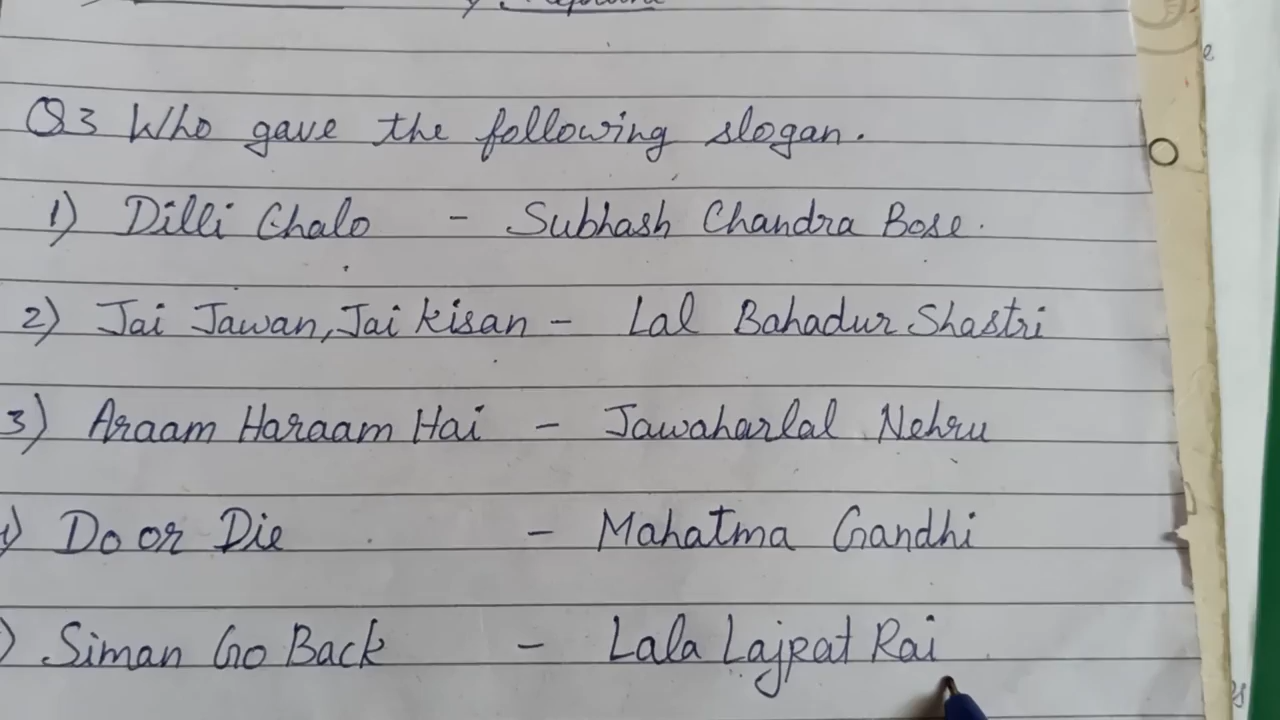 Q3 Who gave the following slogan.
1) Dilli Chalo - Subhash Chandra Bose.
2) Jai Jawan, Jai Kisan - Lal Bahadur Shastri
3) Araam Haraam Hai - Jawaharlal Nehru
) Do or Die - Mahatma Gandhi
) Siman Go Back - Lala Lajpat Rai